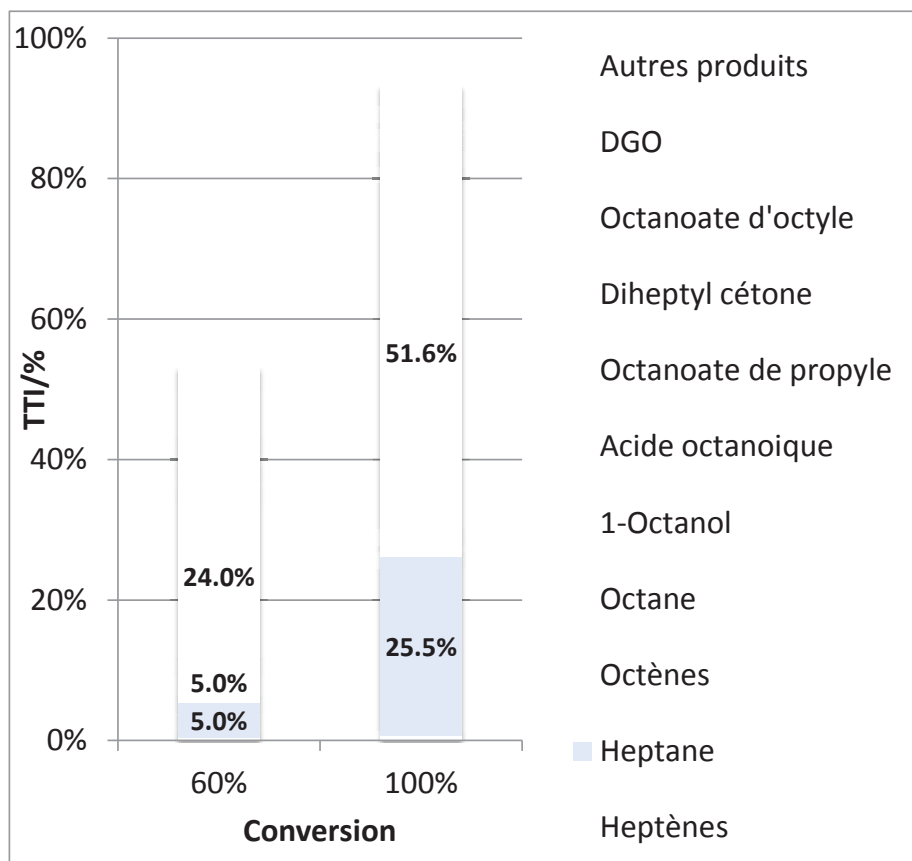 100%
80%
60%
40%
20%
0%
TTI/%
24.0%
5.0%
5.0%
51.6%
25.5%
60%
100%
Conversion
Autres produits
DGO
Octanoate d'octyle
Diheptyl cétone
Octanoate de propyle
Acide octanoique
1-Octanol
Octane
Octènes
Heptane
Heptènes